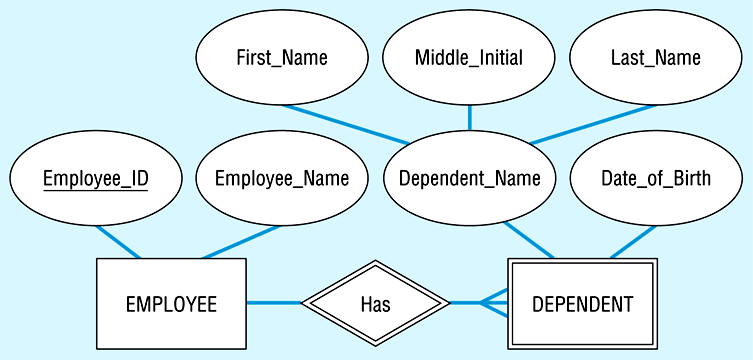 First_Name
Middle_Initial
Last_Name
Employee_ID
Employee_Name
Dependent_Name
Date_of_Birth
EMPLOYEE
Has
DEPENDENT